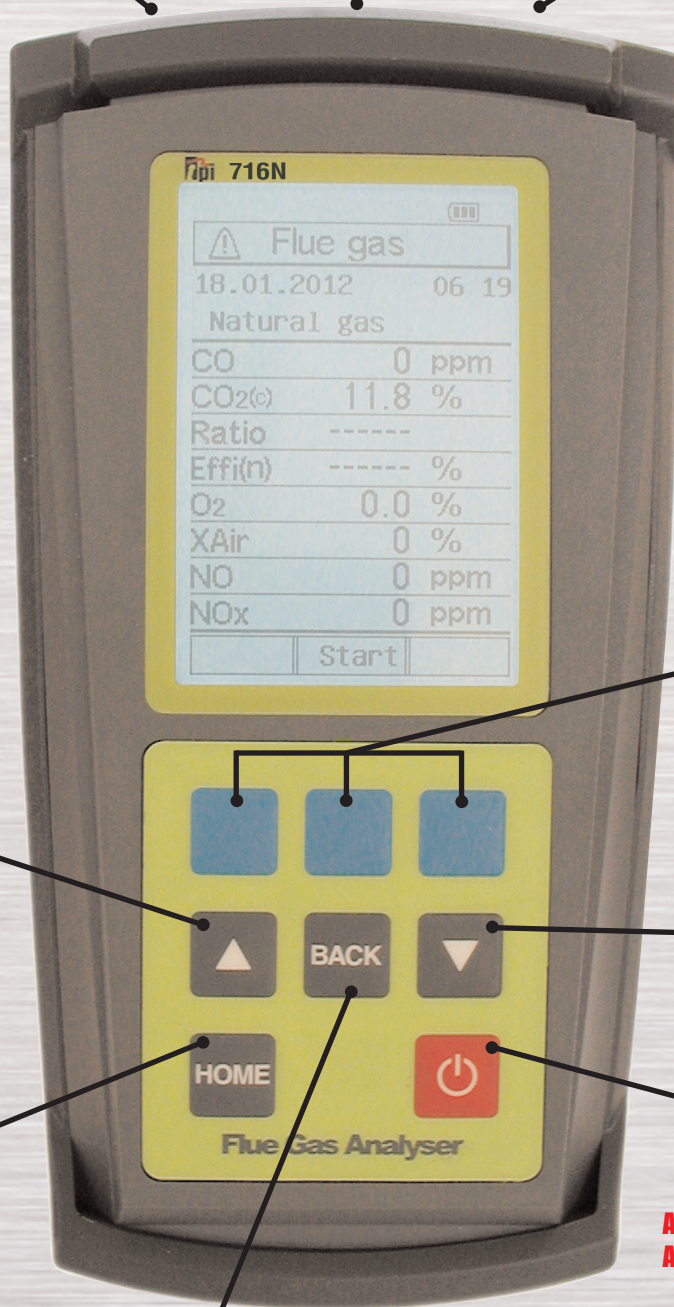 TPi 716N
Flue gas
18.01.2012 06 19
Natural gas
CO 0 ppm
CO2(c) 11.8 %
Ratio ------
Effi(n) ------ %
O2 0.0 %
XAir 0 %
NO 0 ppm
NOx 0 ppm
Start
BACK
HOME
Flue Gas Analyser
A
A